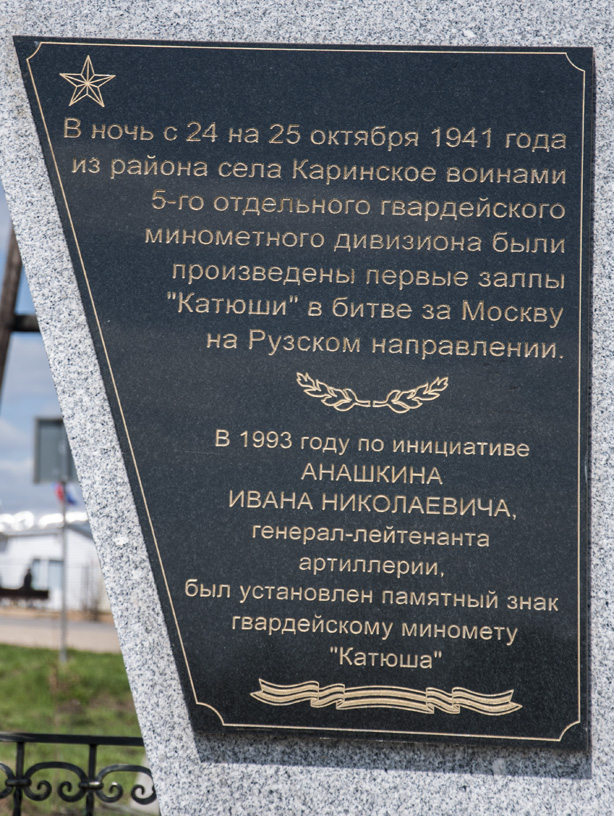 В ночь с 24 на 25 октября 1941 года
из района села Каринское воинами
5-го отдельного гвардейского
минометного дивизиона были
произведены первые залпы
"Катюши" в битве за Москву
на Рузском направлении.
В 1993 году по инициативе
АНАШКИНА
ИВАНА НИКОЛАЕВИЧА,
генерал-лейтенанта
артиллерии,
был установлен памятный знак
гвардейскому миномету
"Катюша"